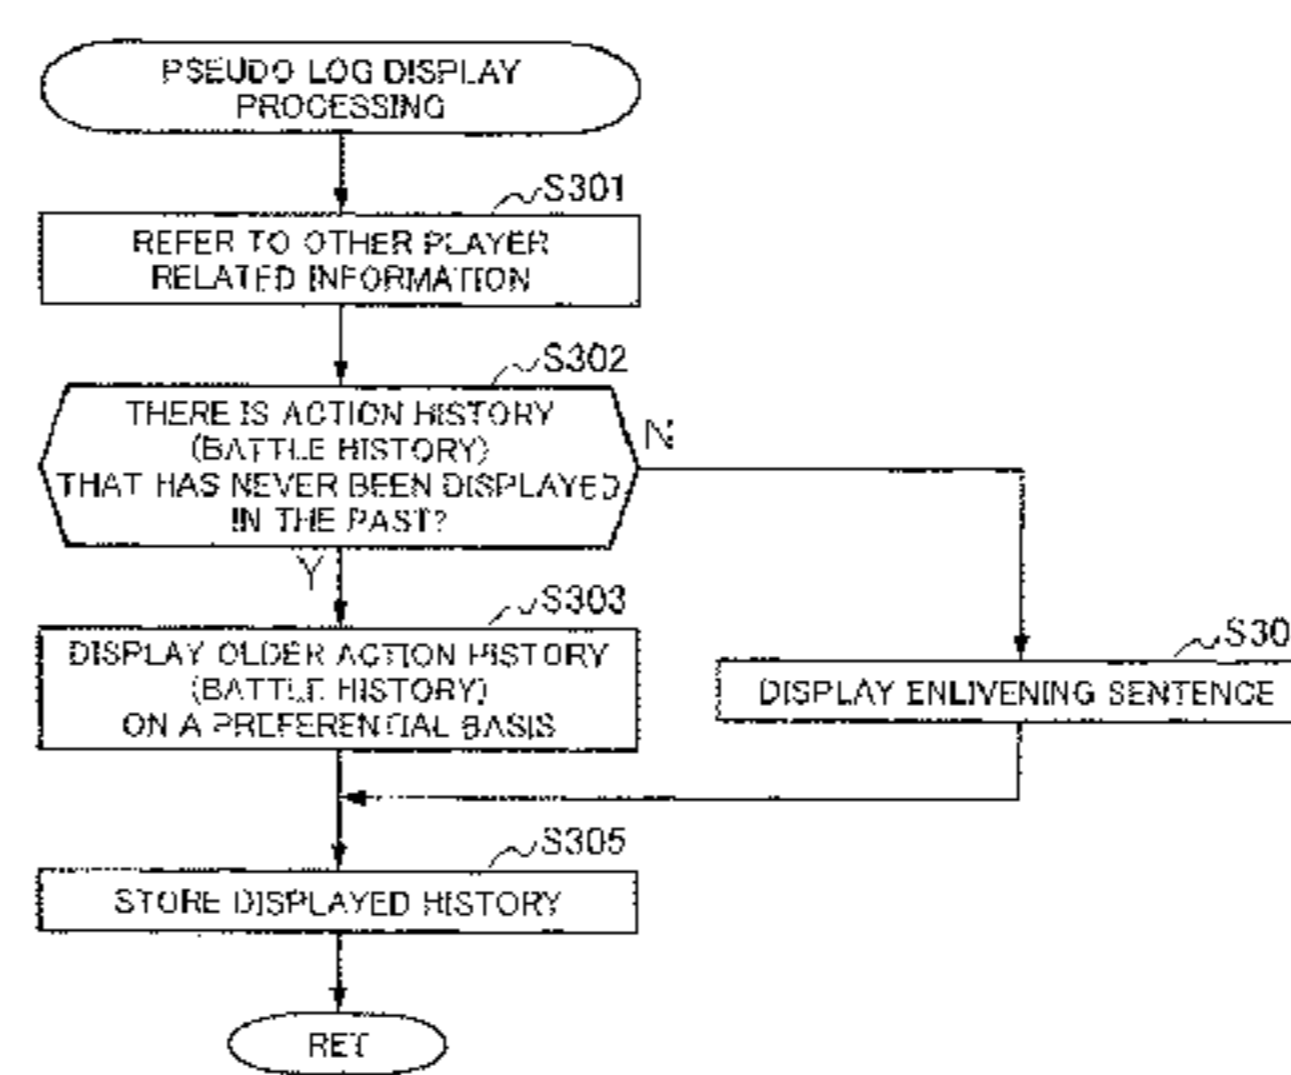 PSEUDO LOG DISPLAY
PROCESSING
S301
REFER TO OTHER PLAYER
RELATED INFORMATION
S302
THERE IS ACTION HISTORY
(BATTLE HISTORY)
THAT HAS NEVER BEEN DISPLAYED
IN THE PAST?
N
Y
S303
DISPLAY OLDER ACTION HISTORY
(BATTLE HISTORY)
ON A PREFERENTIAL BASIS
S30
DISPLAY ENLIVENING SENTENCE
S305
STORE DISPLAYED HISTORY
RET